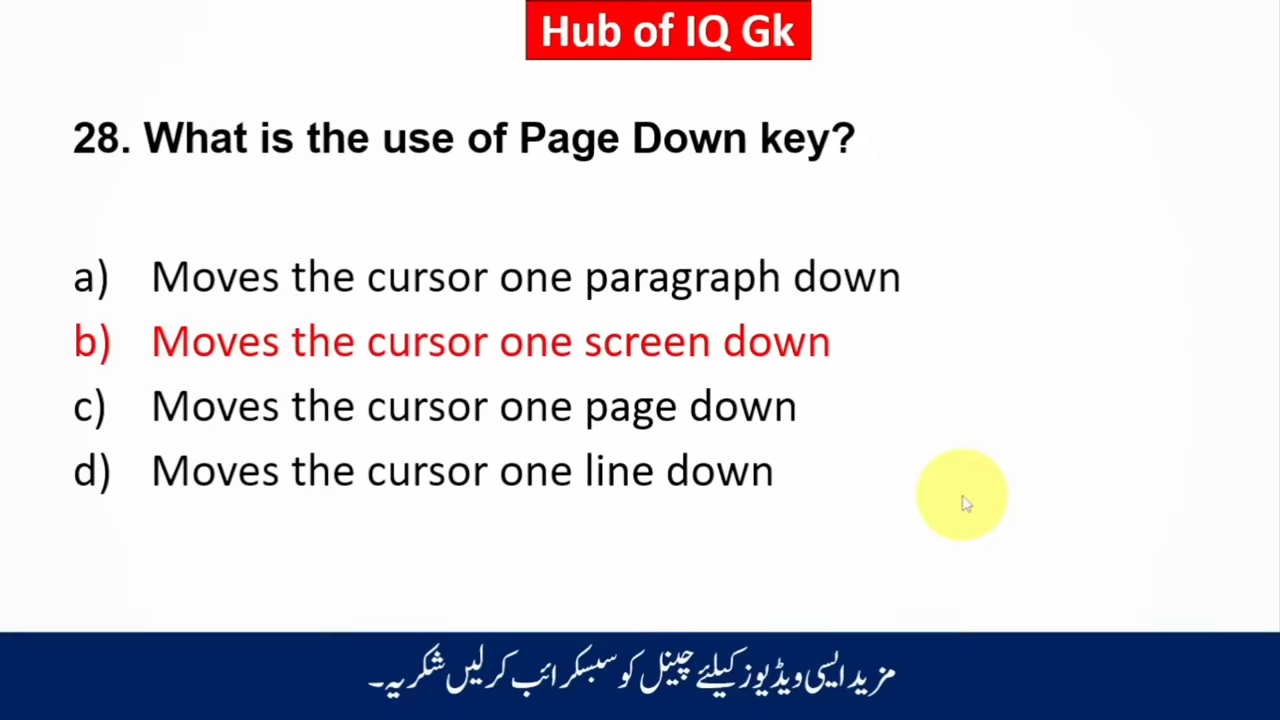 Hub of IQ Gk
28. What is the use of Page Down key?
a) Moves the cursor one paragraph down
b) Moves the cursor one screen down
c) Moves the cursor one page down
d) Moves the cursor one line down
مزید ایسی ویڈیوز کیلئے چینل کو سبسکرائب کر لیں شکریہ۔